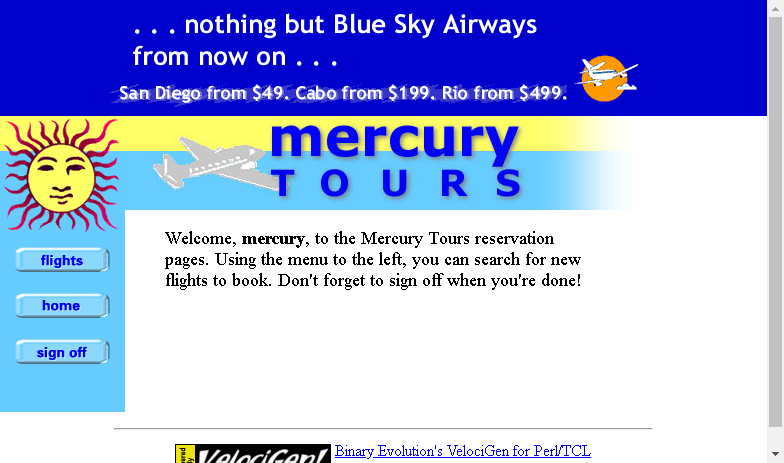 . . . nothing but Blue Sky Airways
from now on . . .
San Diego from $49. Cabo from $199. Rio from $499.
mercury
TOURS
flights
home
sign off
Welcome, mercury, to the Mercury Tours reservation
pages. Using the menu to the left, you can search for new
flights to book. Don't forget to sign off when you're done!
VelociGen!
Binary Evolution's VelociGen for Perl/TCL